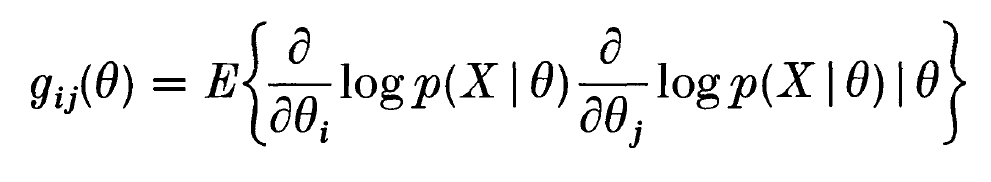 g_{ij}(θ) = E{∂/∂θ_i log p(X | θ) ∂/∂θ_j log p(X | θ) | θ}